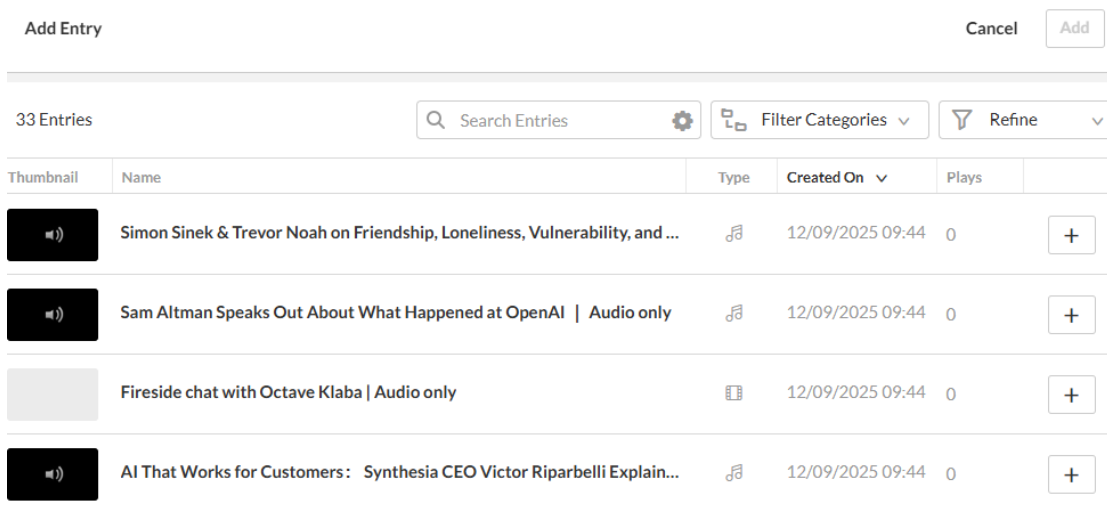 Add Entry Cancel Add
33 Entries Search Entries Filter Categories Refine
Thumbnail Name Type Created On Plays
Simon Sinek & Trevor Noah on Friendship, Loneliness, Vulnerability, and ... 12/09/2025 09:44 0 +
Sam Altman Speaks Out About What Happened at OpenAI | Audio only 12/09/2025 09:44 0 +
Fireside chat with Octave Klaba | Audio only 12/09/2025 09:44 0 +
AI That Works for Customers： Synthesia CEO Victor Riparbelli Explain... 12/09/2025 09:44 0 +